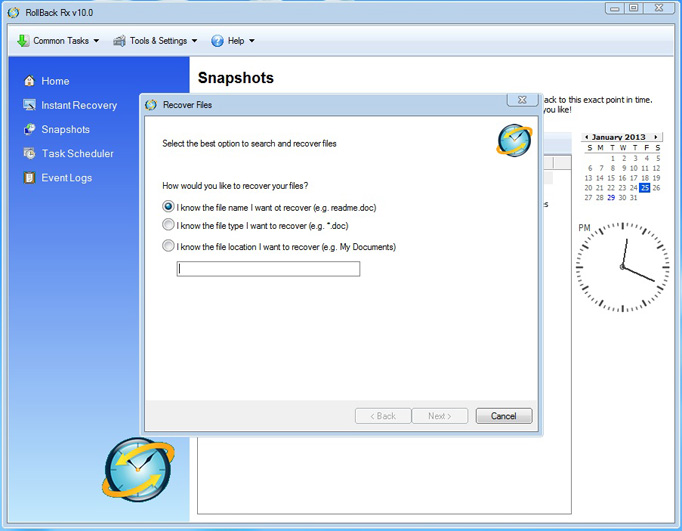 RollBack Rx v10.0
Common Tasks
Tools & Settings
Help
Home
Instant Recovery
Snapshots
Task Scheduler
Event Logs
Snapshots
ack to this exact point in time.
you like!
Recover Files
Select the best option to search and recover files
How would you like to recover your files?
I know the file name I want ot recover (e.g. readme.doc)
I know the file type I want to recover (e.g. *.doc)
I know the file location I want to recover (e.g. My Documents)
< Back
Next >
Cancel
January 2013
S M T W T F S
1 2 3 4 5
6 7 8 9 10 11 12
13 14 15 16 17 18 19
20 21 22 23 24 25 26
27 28 29 30 31
PM